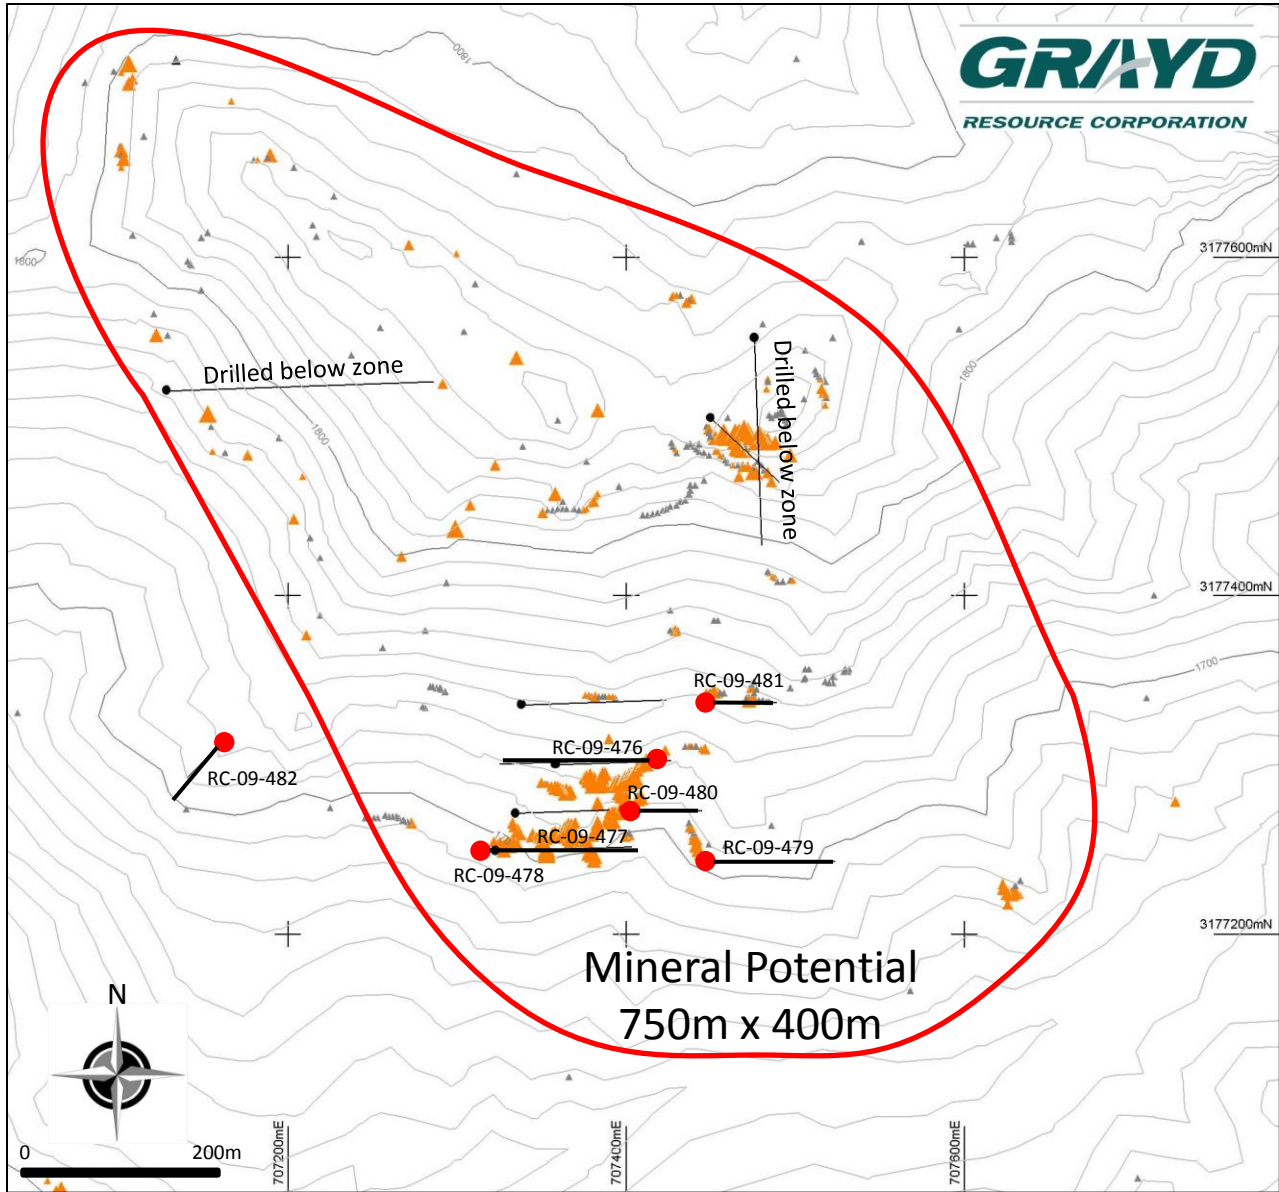 1800
GRAYD
RESOURCE CORPORATION
3177600mN
1800
Drilled below zone
Drilled below zone
1800
1800
3177400mN
1700
RC-09-481
RC-09-476
RC-09-482
RC-09-480
RC-09-477
RC-09-479
RC-09-478
3177200mN
Mineral Potential
750m x 400m
N
0 200m
707200mE
707400mE
707600mE